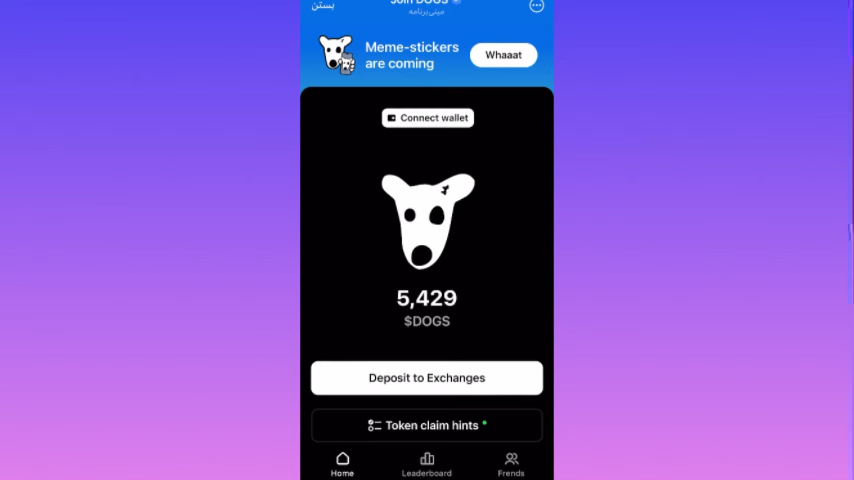 بستن
Join DOGS
مینی‌برنامه
Meme-stickers
are coming
Whaaat
Connect wallet
5,429
$DOGS
Deposit to Exchanges
Token claim hints
Home
Leaderboard
Frends